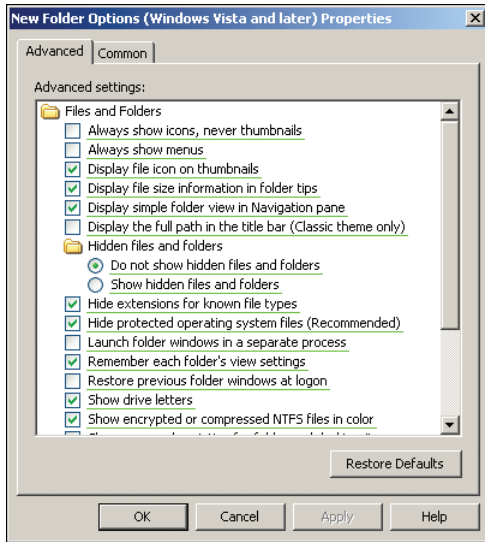 New Folder Options (Windows Vista and later) Properties
Advanced
Common
Advanced settings:
Files and Folders
Always show icons, never thumbnails
Always show menus
Display file icon on thumbnails
Display file size information in folder tips
Display simple folder view in Navigation pane
Display the full path in the title bar (Classic theme only)
Hidden files and folders
Do not show hidden files and folders
Show hidden files and folders
Hide extensions for known file types
Hide protected operating system files (Recommended)
Launch folder windows in a separate process
Remember each folder's view settings
Restore previous folder windows at logon
Show drive letters
Show encrypted or compressed NTFS files in color
Restore Defaults
OK
Cancel
Apply
Help